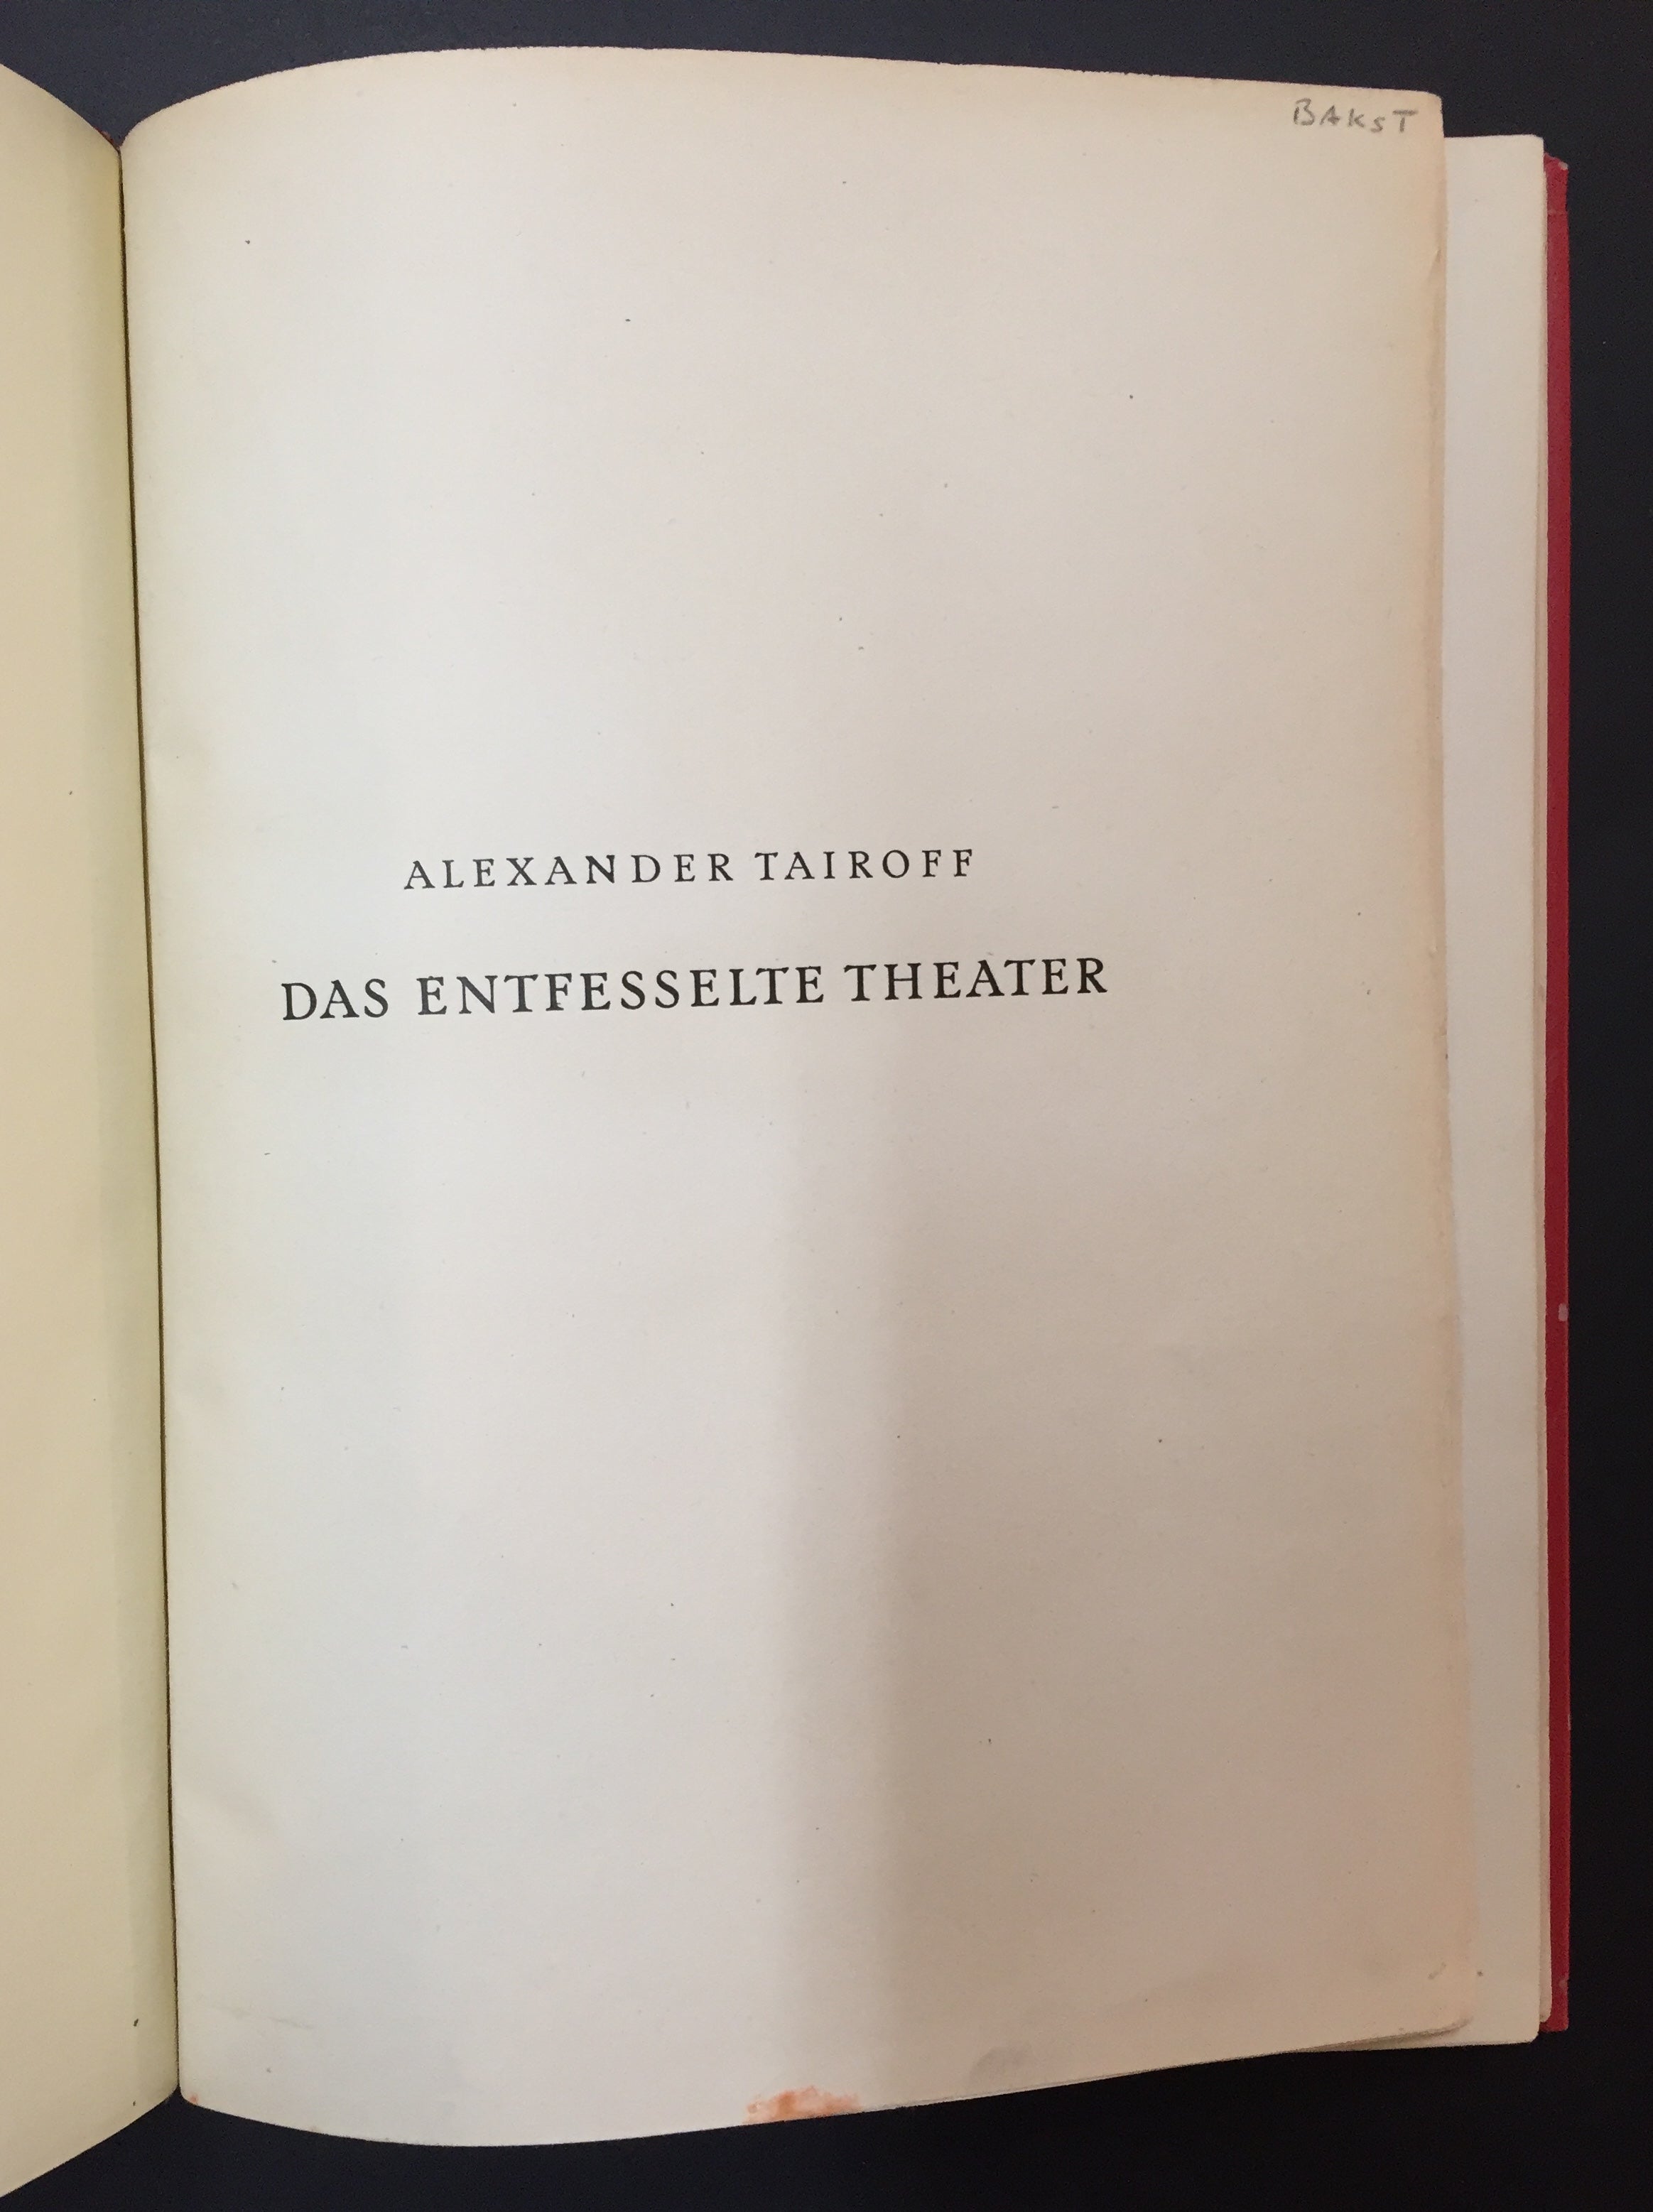 BAKST
ALEXANDER TAIROFF
DAS ENTFESSELTE THEATER